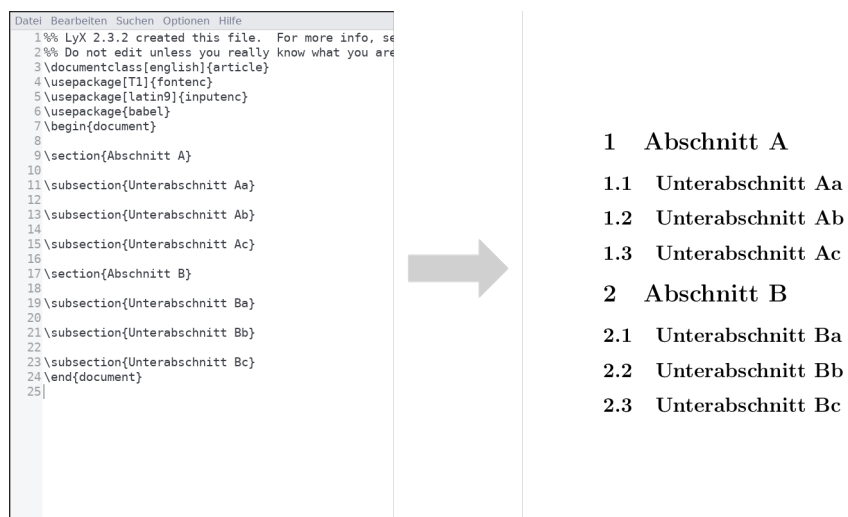 Datei Bearbeiten Suchen Optionen Hilfe
1 %% LyX 2.3.2 created this file.  For more info, se
2 %% Do not edit unless you really know what you are
3 \documentclass[english]{article}
4 \usepackage[T1]{fontenc}
5 \usepackage[latin9]{inputenc}
6 \usepackage{babel}
7 \begin{document}
8
9 \section{Abschnitt A}
10
11 \subsection{Unterabschnitt Aa}
12
13 \subsection{Unterabschnitt Ab}
14
15 \subsection{Unterabschnitt Ac}
16
17 \section{Abschnitt B}
18
19 \subsection{Unterabschnitt Ba}
20
21 \subsection{Unterabschnitt Bb}
22
23 \subsection{Unterabschnitt Bc}
24 \end{document}
25
1 Abschnitt A
1.1 Unterabschnitt Aa
1.2 Unterabschnitt Ab
1.3 Unterabschnitt Ac
2 Abschnitt B
2.1 Unterabschnitt Ba
2.2 Unterabschnitt Bb
2.3 Unterabschnitt Bc